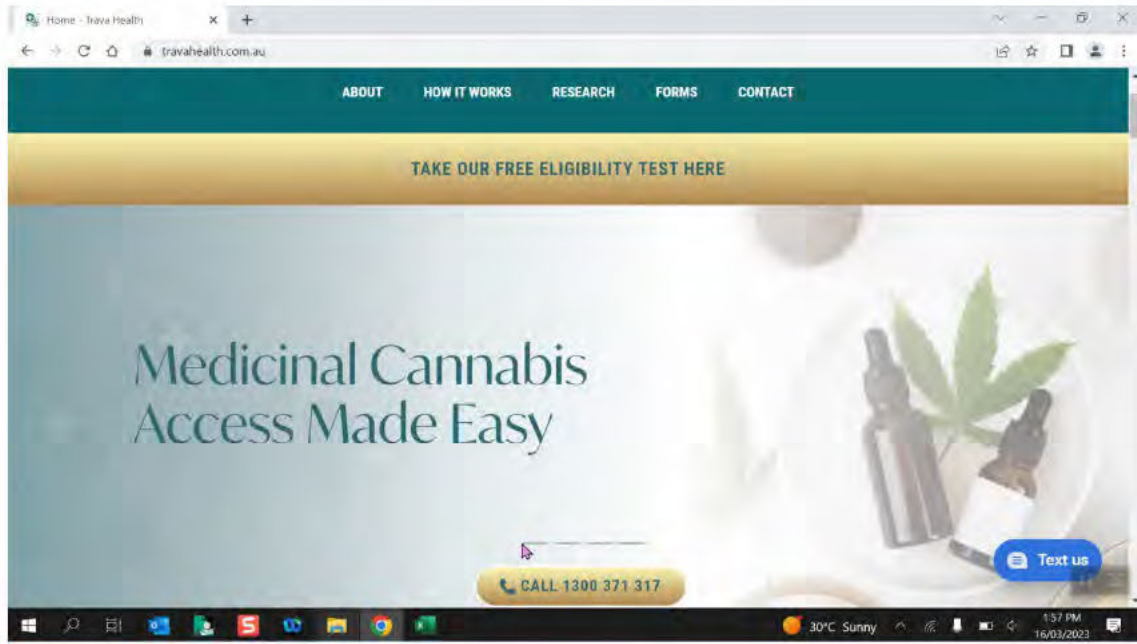 Home - Trava Health
travahealth.com.au
ABOUT HOW IT WORKS RESEARCH FORMS CONTACT
TAKE OUR FREE ELIGIBILITY TEST HERE
Medicinal Cannabis
Access Made Easy
CALL 1300 371 317
Text us
30°C Sunny
1:57 PM
16/03/2023